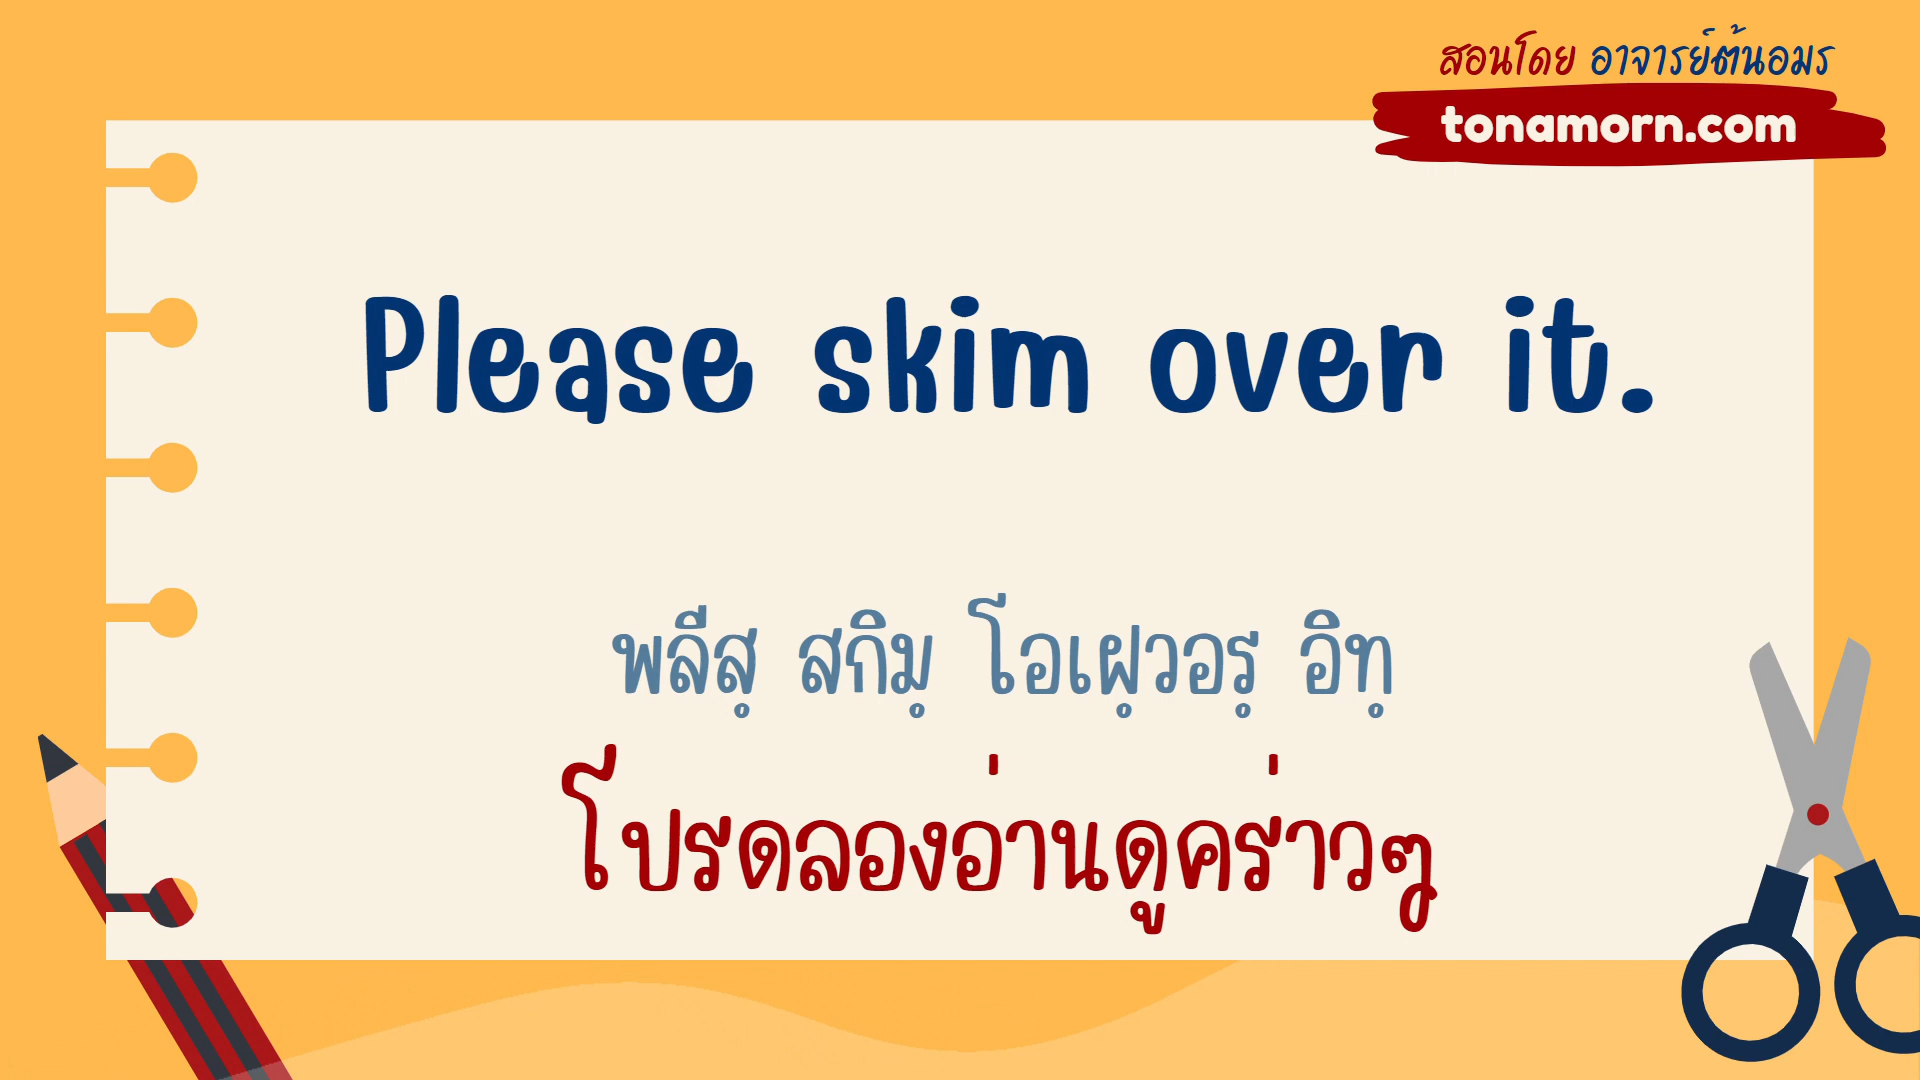 สอนโดย อาจารย์ต้นอมร
tonamorn.com
Please skim over it.
พลีสฺ สกิมฺ โอเฝฺวอรฺ อิทฺ
โปรดลองอ่านดูคร่าวๆ